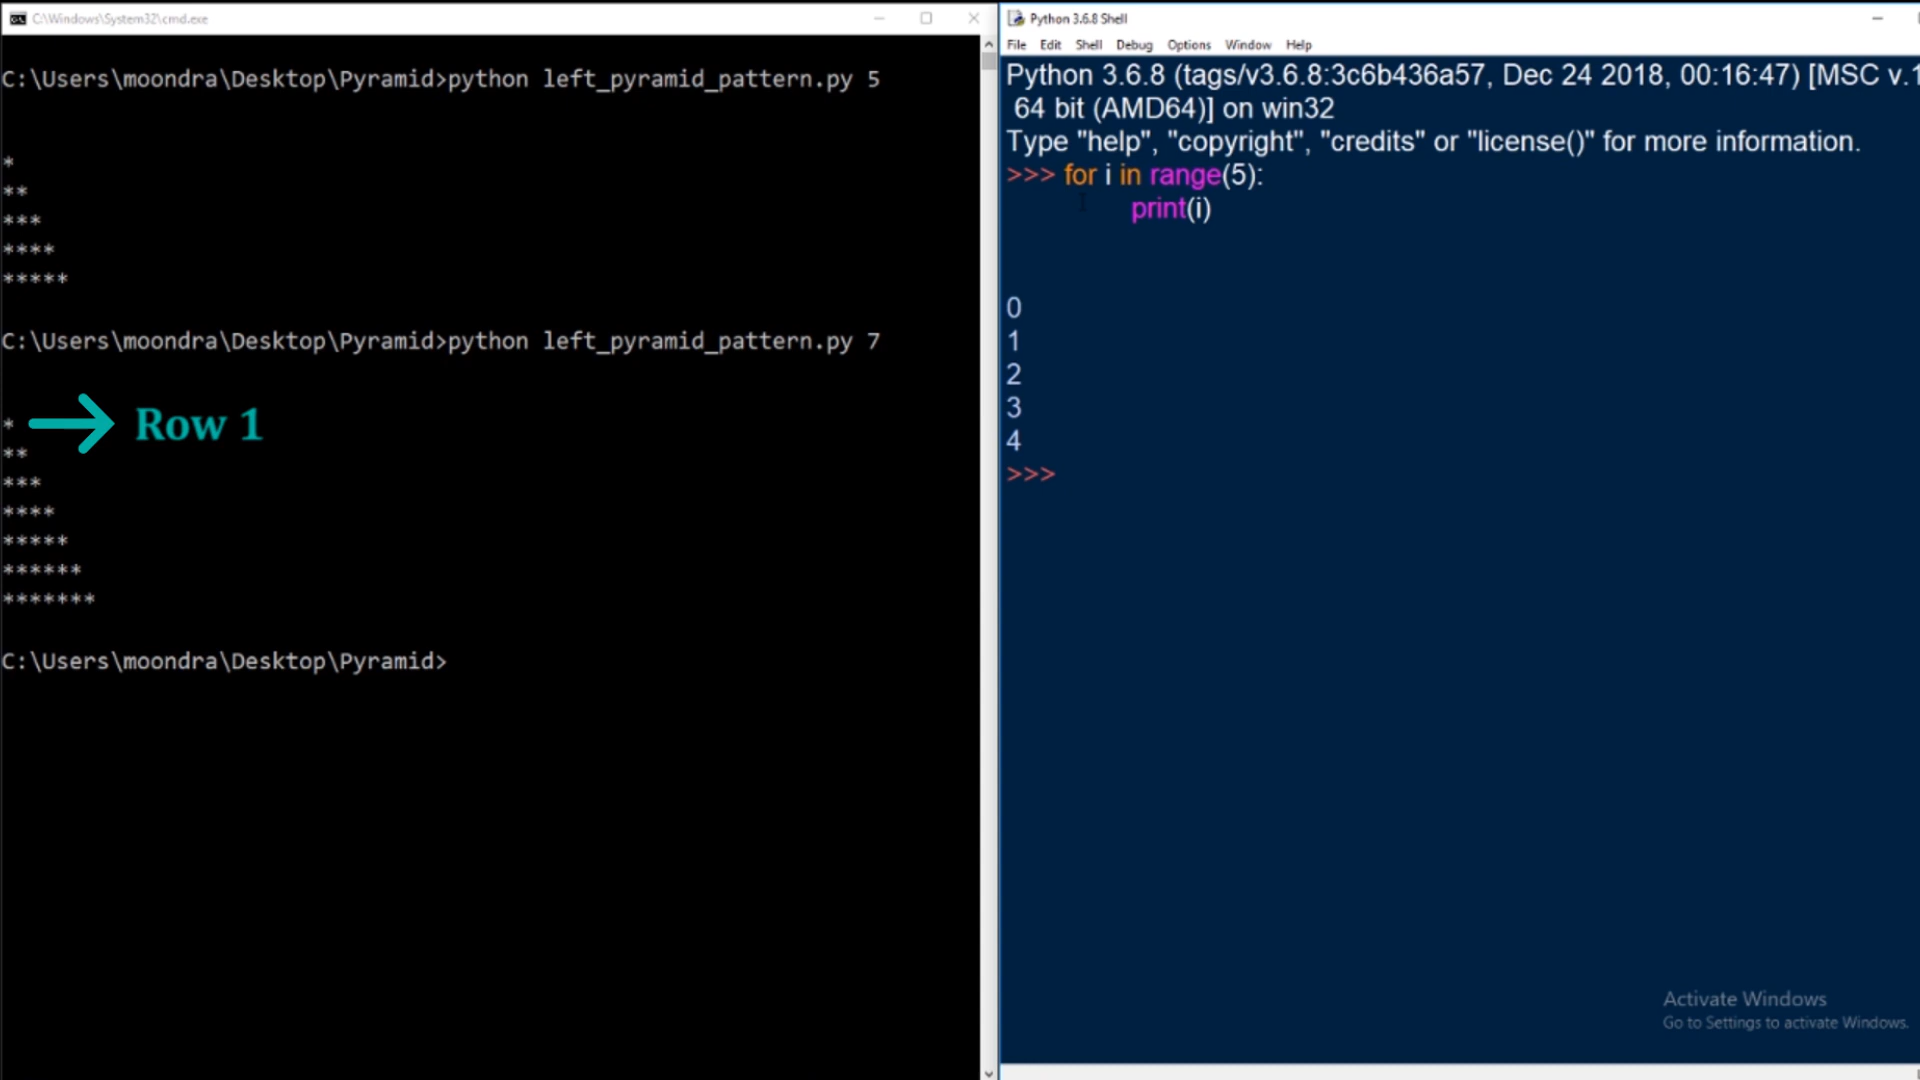 C:\Windows\System32\cmd.exe
C:\Users\moondra\Desktop\Pyramid>python left_pyramid_pattern.py 5
*
**
***
****
*****
C:\Users\moondra\Desktop\Pyramid>python left_pyramid_pattern.py 7
* Row 1
**
***
****
*****
******
*******
C:\Users\moondra\Desktop\Pyramid>
Python 3.6.8 Shell
File Edit Shell Debug Options Window Help
Python 3.6.8 (tags/v3.6.8:3c6b436a57, Dec 24 2018, 00:16:47) [MSC v.1
64 bit (AMD64)] on win32
Type "help", "copyright", "credits" or "license()" for more information.
>>> for i in range(5):
print(i)
0
1
2
3
4
>>>
Activate Windows
Go to Settings to activate Windows.